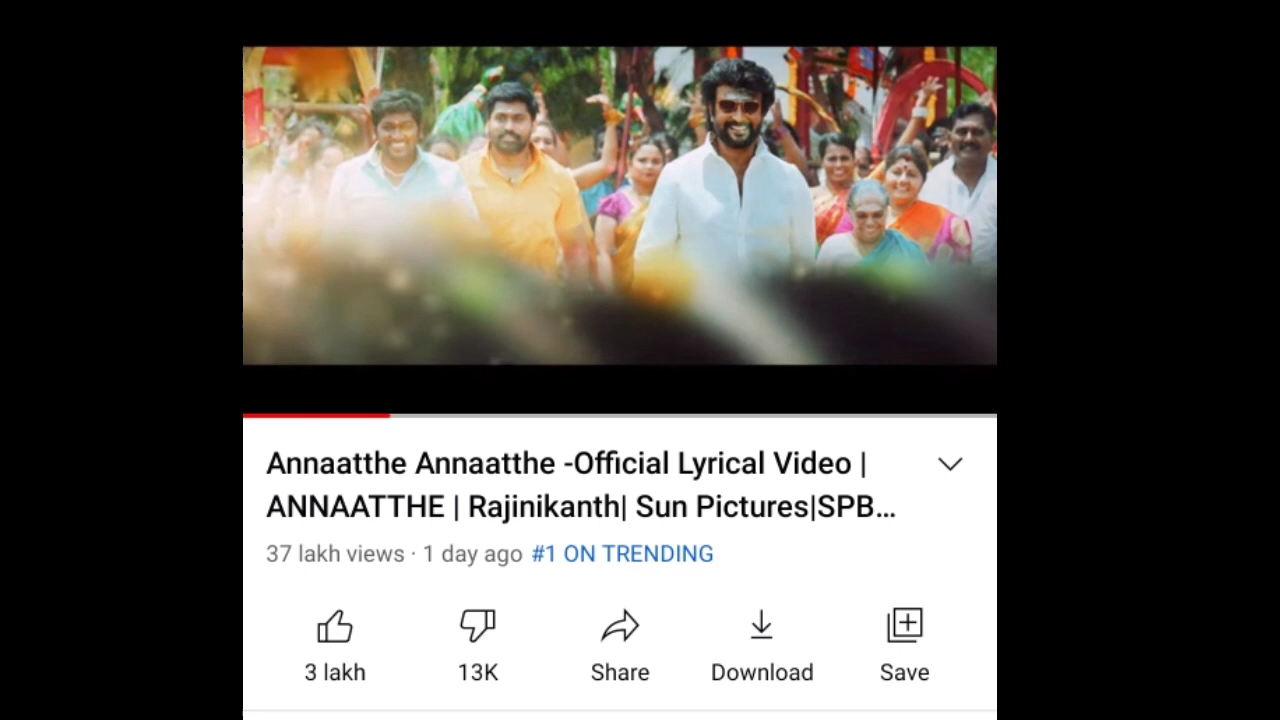 Annaatthe Annaatthe -Official Lyrical Video |
ANNAATTHE | Rajinikanth| Sun Pictures|SPB...
37 lakh views · 1 day ago #1 ON TRENDING
3 lakh 13K Share Download Save